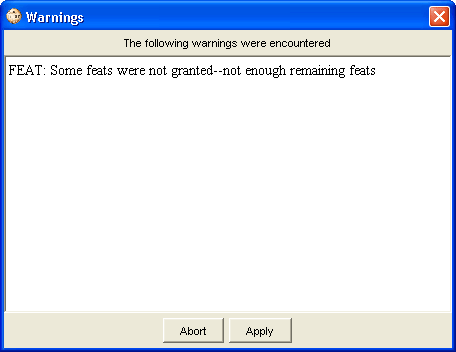 Warnings
The following warnings were encountered
FEAT: Some feats were not granted--not enough remaining feats
Abort
Apply